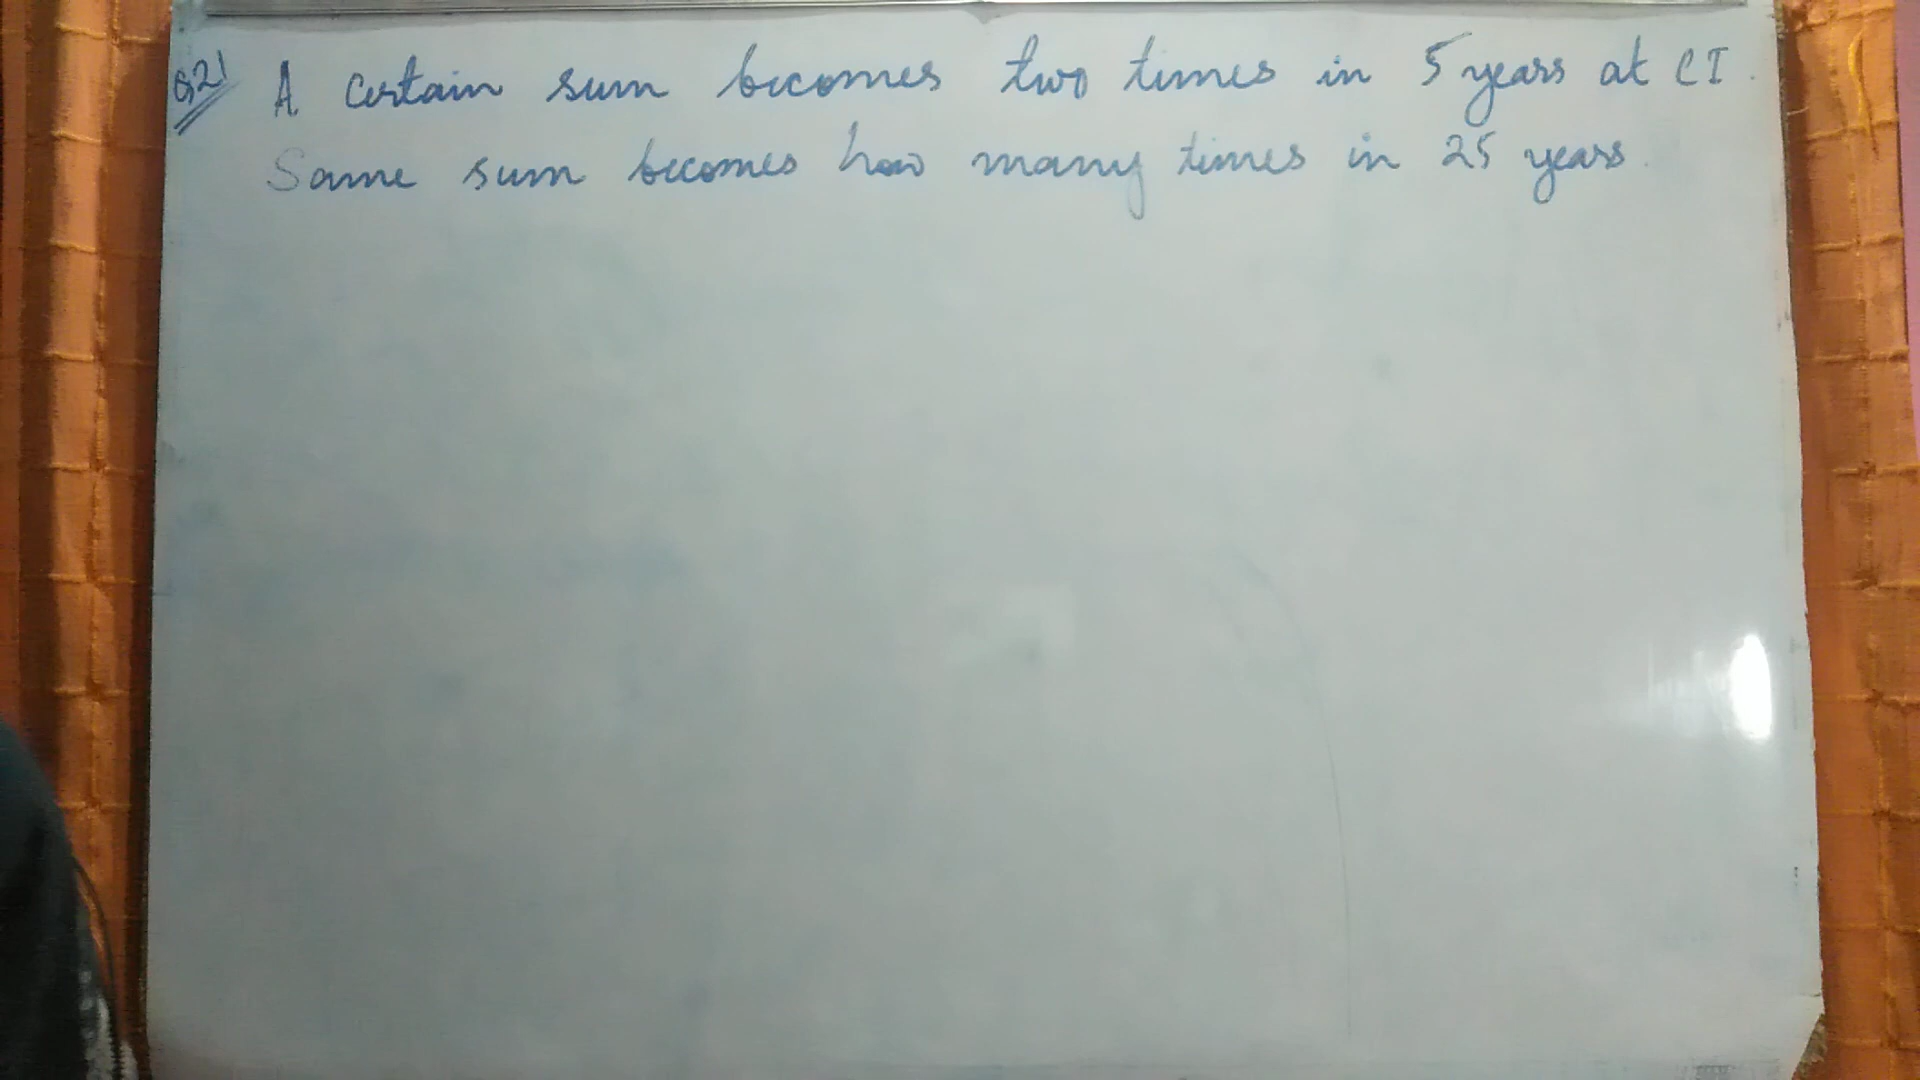 Q21 A Certain sum becomes two times in 5 years at CI.
Same sum becomes how many times in 25 years.